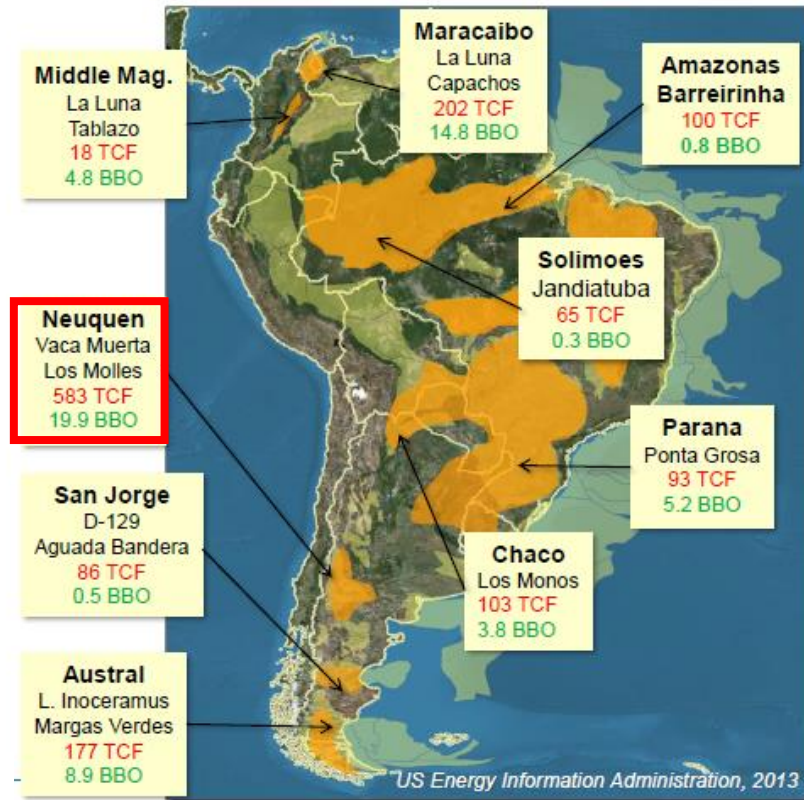 Middle Mag.
La Luna
Tablazo
18 TCF
4.8 BBO
Maracaibo
La Luna
Capachos
202 TCF
14.8 BBO
Amazonas
Barreirinha
100 TCF
0.8 BBO
Solimoes
Jandiatuba
65 TCF
0.3 BBO
Neuquen
Vaca Muerta
Los Molles
583 TCF
19.9 BBO
Parana
Ponta Grosa
93 TCF
5.2 BBO
San Jorge
D-129
Aguada Bandera
86 TCF
0.5 BBO
Chaco
Los Monos
103 TCF
3.8 BBO
Austral
L. Inoceramus
Margas Verdes
177 TCF
8.9 BBO
US Energy Information Administration, 2013